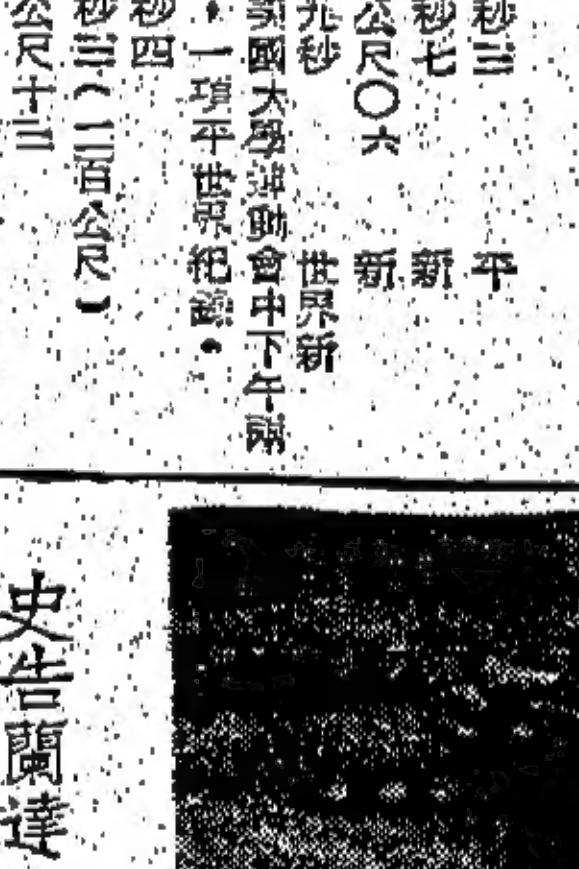 秒三 平
秒七 新
公尺〇六 新
秒 世界新
國大學運動會中下午兩
一項平世界紀錄。
秒四
秒三(二百公尺)
公尺十三
史告蘭達